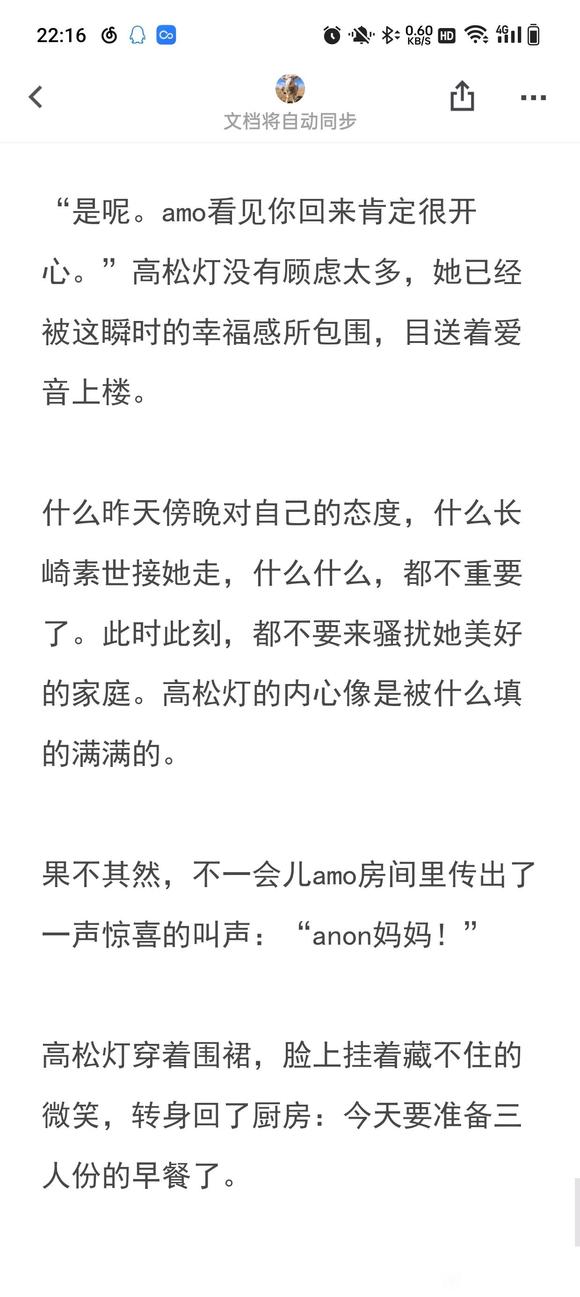 22:16
0.60
KB/S
HD
4G
文档将自动同步
“是呢。amo看见你回来肯定很开
心。”高松灯没有顾虑太多，她已经
被这瞬时的幸福感所包围，目送着爱
音上楼。
什么昨天傍晚对自己的态度，什么长
崎素世接她走，什么什么，都不重要
了。此时此刻，都不要来骚扰她美好
的家庭。高松灯的内心像是被什么填
的满满的。
果不其然，不一会儿amo房间里传出了
一声惊喜的叫声：“anon妈妈！”
高松灯穿着围裙，脸上挂着藏不住的
微笑，转身回了厨房：今天要准备三
人份的早餐了。